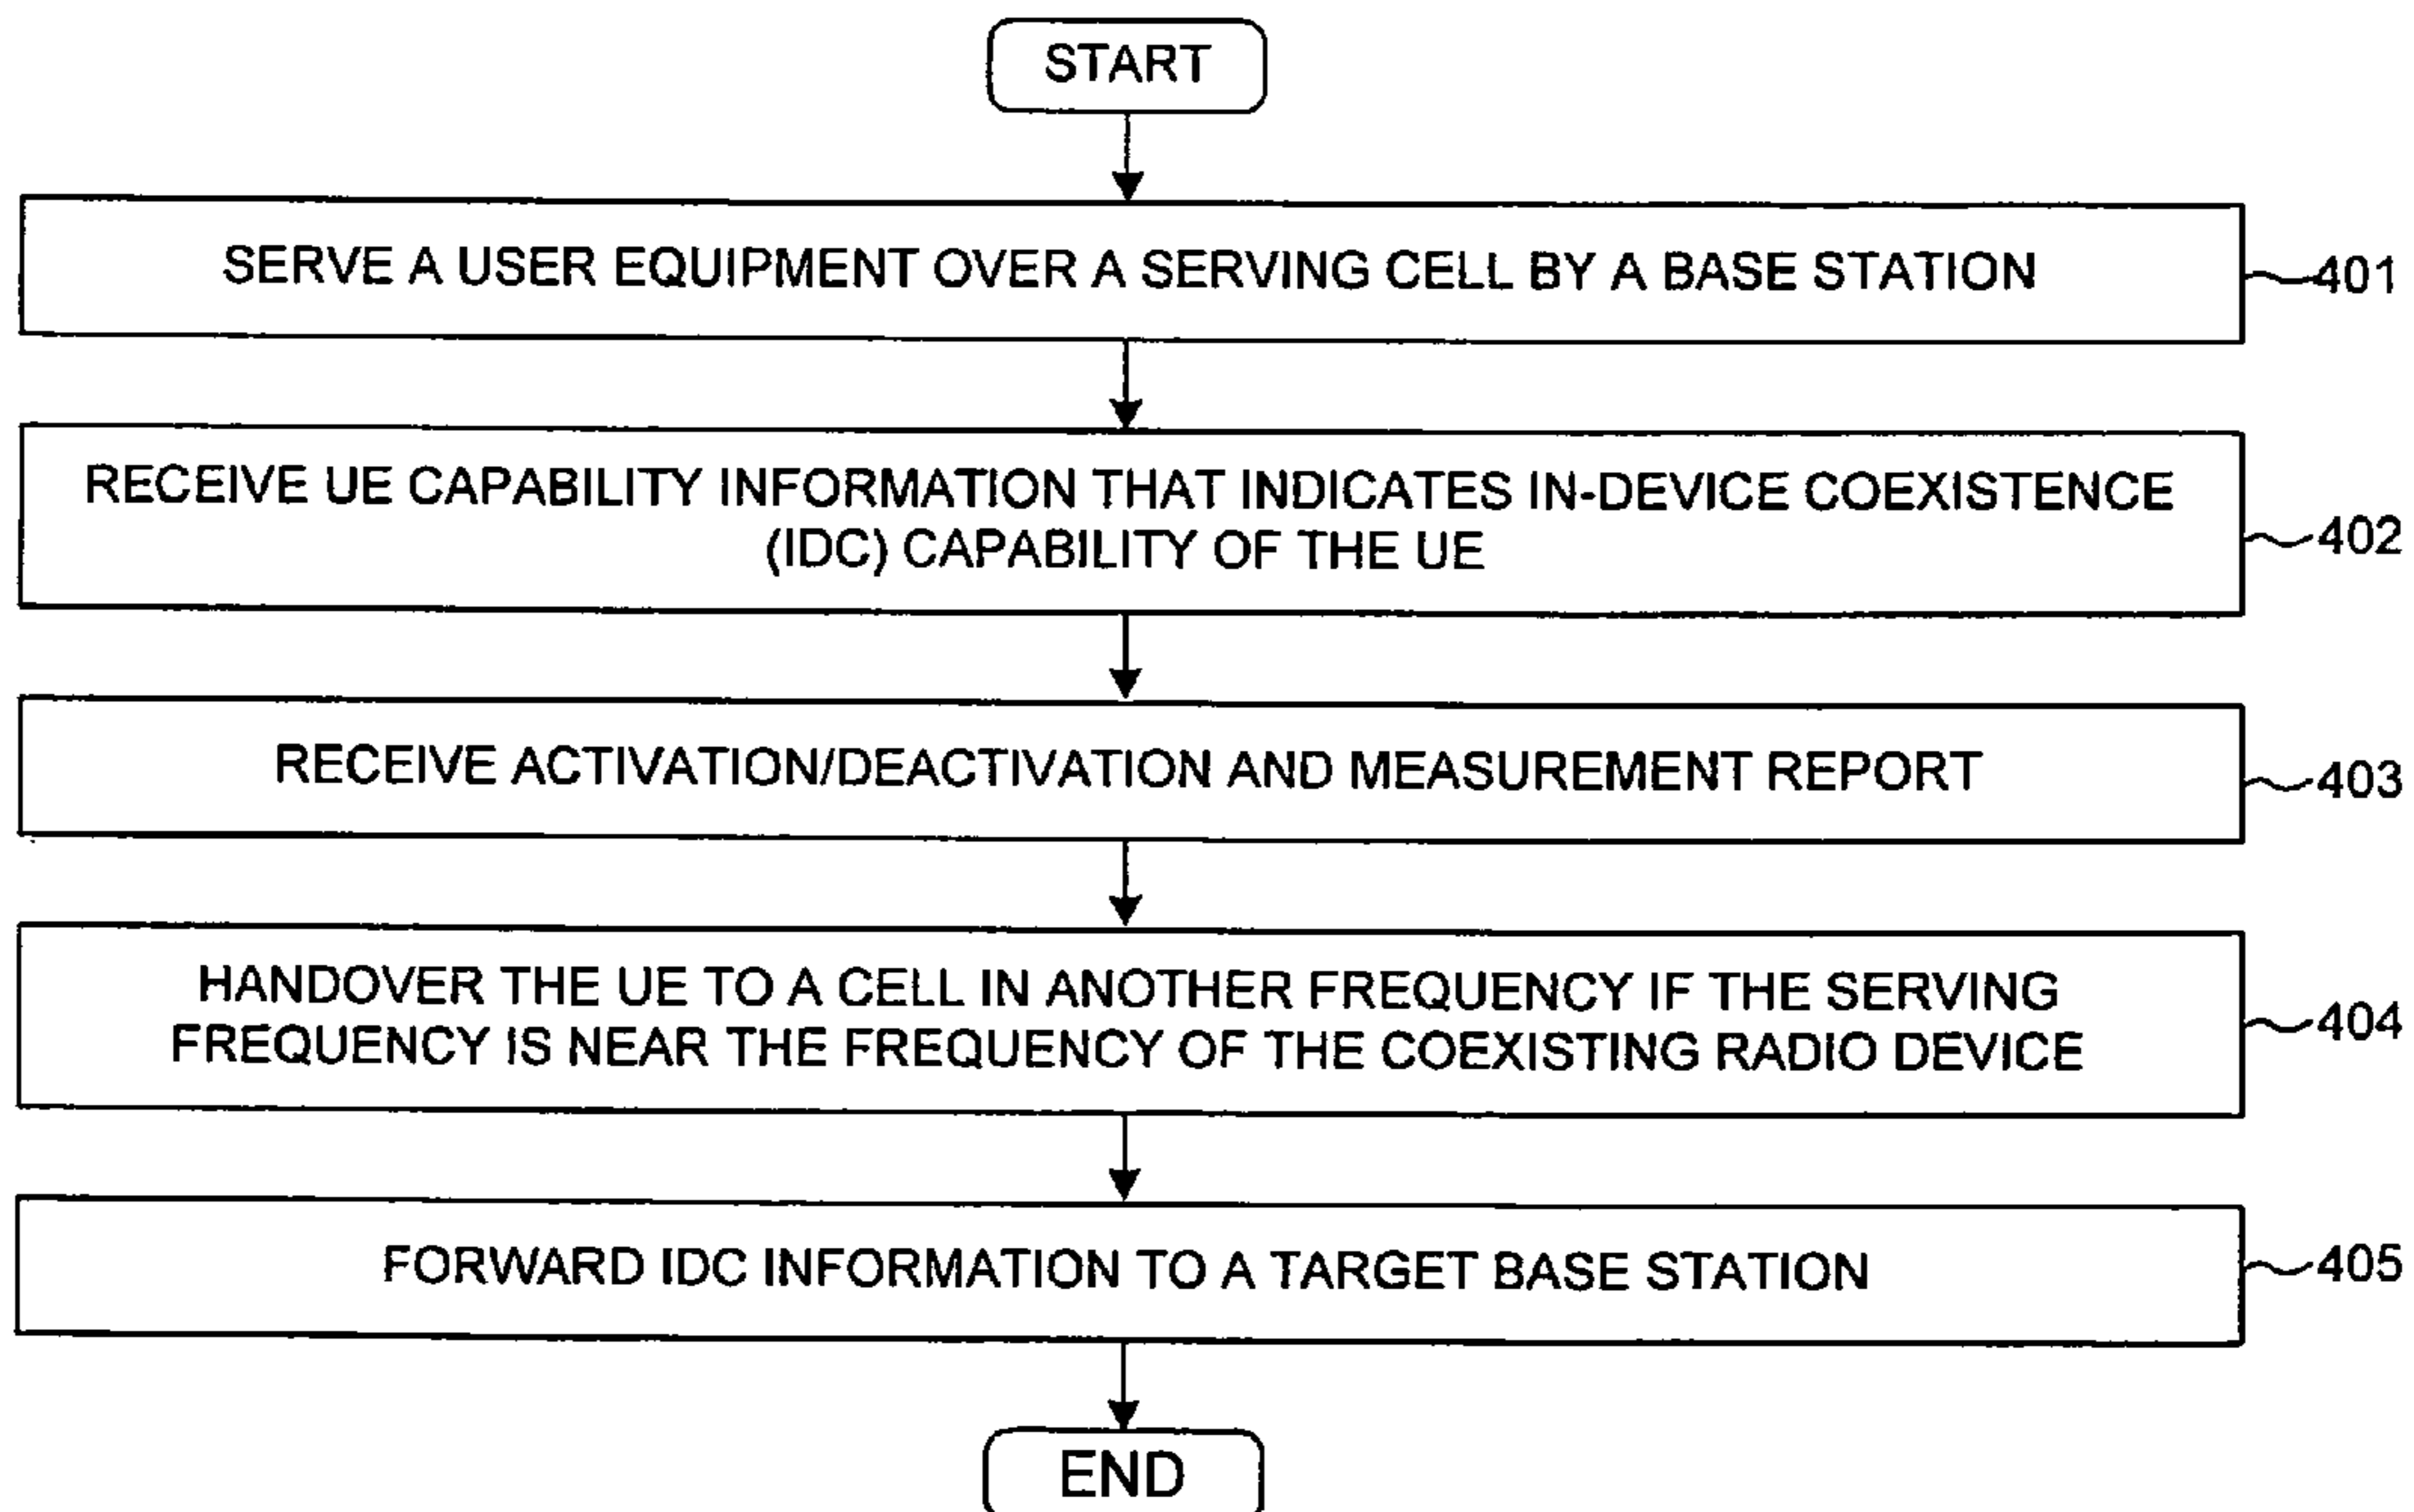 START
SERVE A USER EQUIPMENT OVER A SERVING CELL BY A BASE STATION
401
RECEIVE UE CAPABILITY INFORMATION THAT INDICATES IN-DEVICE COEXISTENCE
(IDC) CAPABILITY OF THE UE
402
RECEIVE ACTIVATION/DEACTIVATION AND MEASUREMENT REPORT
403
HANDOVER THE UE TO A CELL IN ANOTHER FREQUENCY IF THE SERVING
FREQUENCY IS NEAR THE FREQUENCY OF THE COEXISTING RADIO DEVICE
404
FORWARD IDC INFORMATION TO A TARGET BASE STATION
405
END